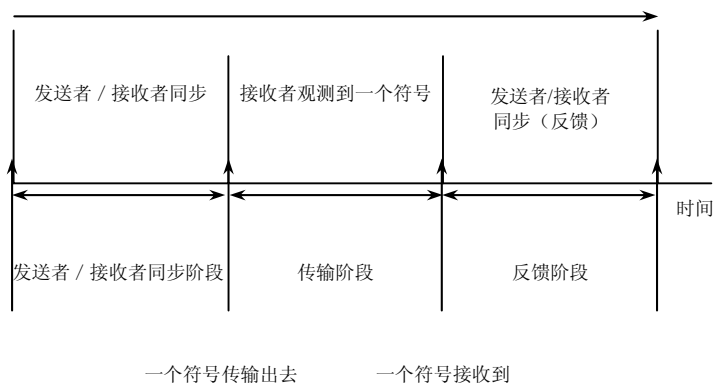 发送者 / 接收者同步
接收者观测到一个符号
发送者/接收者
同步（反馈）
时间
发送者 / 接收者同步阶段
传输阶段
反馈阶段
一个符号传输出去
一个符号接收到